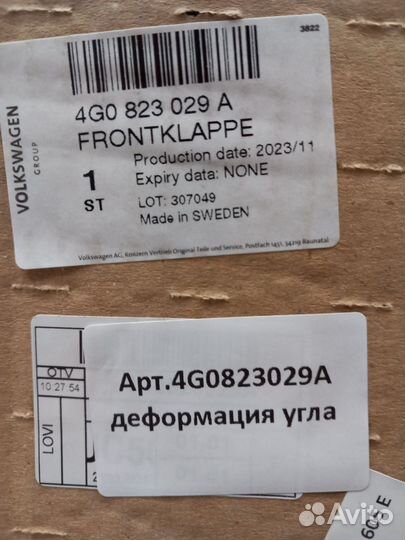 3822
4G0 823 029 A
FRONTKLAPPE
Production date: 2023/11
Expiry data: NONE
1
ST
LOT: 307049
Made in SWEDEN
VOLKSWAGEN
GROUP
Volkswagen AG, Konzern Vertrieb Original Teile und Service, Postfach 1451, 34219 Baunatal
OTV
10:27:54
LOVI
Арт.4G0823029A
деформация угла
605 E
Avito